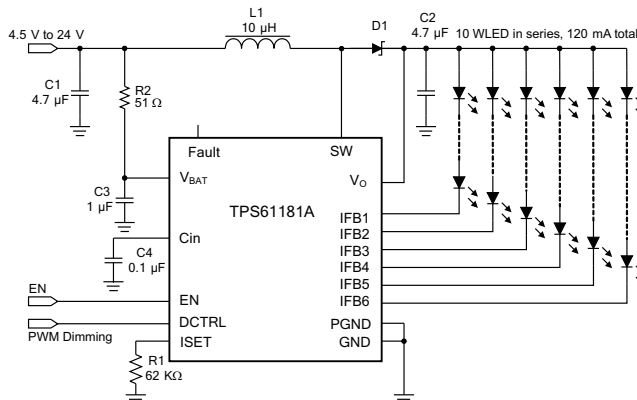 4.5 V to 24 V
L1
10 µH
D1
C2
4.7 µF
10 WLED in series, 120 mA total
C1
4.7 µF
R2
51 Ω
Fault
SW
VBAT
VO
C3
1 µF
TPS61181A
IFB1
IFB2
IFB3
IFB4
IFB5
IFB6
Cin
C4
0.1 µF
EN
EN
DCTRL
PWM Dimming
ISET
PGND
GND
R1
62 KΩ